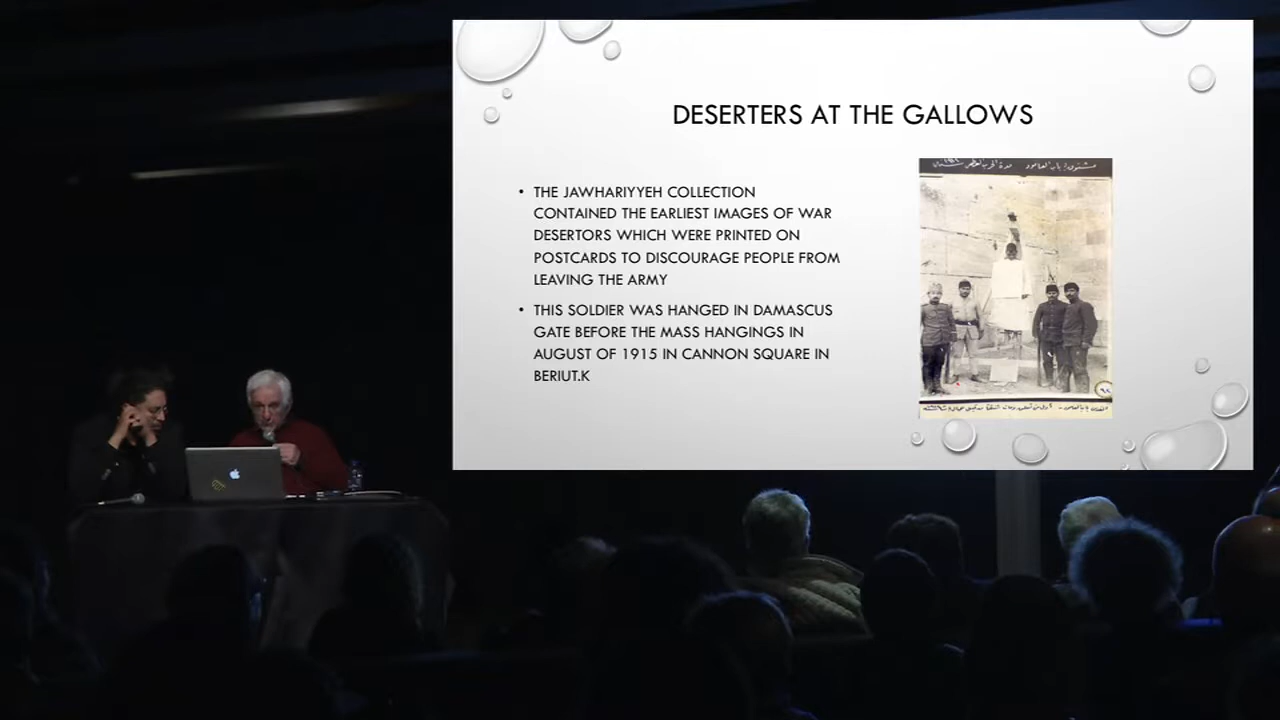 DESERTERS AT THE GALLOWS
• THE JAWHARIYYEH COLLECTION
CONTAINED THE EARLIEST IMAGES OF WAR
DESERTORS WHICH WERE PRINTED ON
POSTCARDS TO DISCOURAGE PEOPLE FROM
LEAVING THE ARMY
• THIS SOLDIER WAS HANGED IN DAMASCUS
GATE BEFORE THE MASS HANGINGS IN
AUGUST OF 1915 IN CANNON SQUARE IN
BERIUT.K